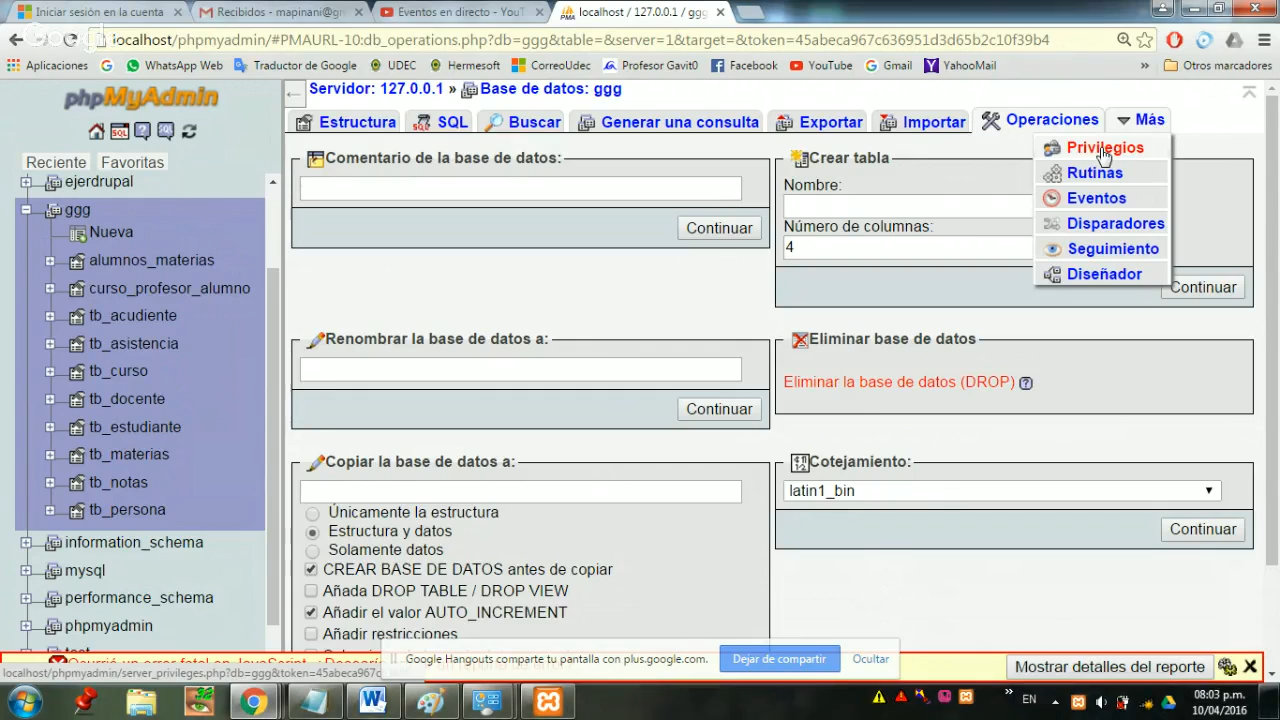 Iniciar sesión en la cuenta
Recibidos - mapinani@gm
Eventos en directo - YouT
localhost / 127.0.0.1 / ggg
localhost/phpmyadmin/#PMAURL-10:db_operations.php?db=ggg&table=&server=1&target=&token=45abeca967c636951d3d65b2c10f39b4
Aplicaciones
WhatsApp Web
Traductor de Google
UDEC
Hermesoft
CorreoUdec
Profesor Gavit0
Facebook
YouTube
Gmail
YahooMail
»
Otros marcadores
phpMyAdmin
Reciente
Favoritas
ejerdrupal
ggg
Nueva
alumnos_materias
curso_profesor_alumno
tb_acudiente
tb_asistencia
tb_curso
tb_docente
tb_estudiante
tb_materias
tb_notas
tb_persona
information_schema
mysql
performance_schema
phpmyadmin
Servidor: 127.0.0.1 » Base de datos: ggg
Estructura
SQL
Buscar
Generar una consulta
Exportar
Importar
Operaciones
Más
Privilegios
Rutinas
Eventos
Disparadores
Seguimiento
Diseñador
Comentario de la base de datos:
Continuar
Crear tabla
Nombre:
Número de columnas:
4
Continuar
Renombrar la base de datos a:
Continuar
Eliminar base de datos
Eliminar la base de datos (DROP)
Copiar la base de datos a:
Únicamente la estructura
Estructura y datos
Solamente datos
CREAR BASE DE DATOS antes de copiar
Añada DROP TABLE / DROP VIEW
Añadir el valor AUTO_INCREMENT
Añadir restricciones
Cotejamiento:
latin1_bin
Continuar
Google Hangouts comparte tu pantalla con plus.google.com.
Dejar de compartir
Ocultar
Mostrar detalles del reporte
localhost/phpmyadmin/server_privileges.php?db=ggg&token=45abeca967c
EN
08:03 p.m.
10/04/2016